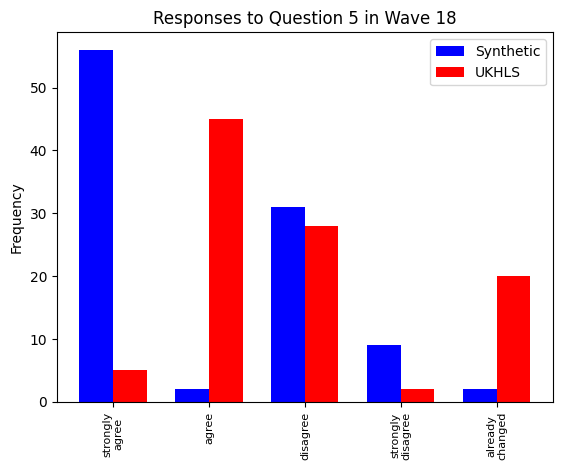 Responses to Question 5 in Wave 18
Synthetic
UKHLS
Frequency
50
40
30
20
10
0
strongly
agree
agree
disagree
strongly
disagree
already
changed